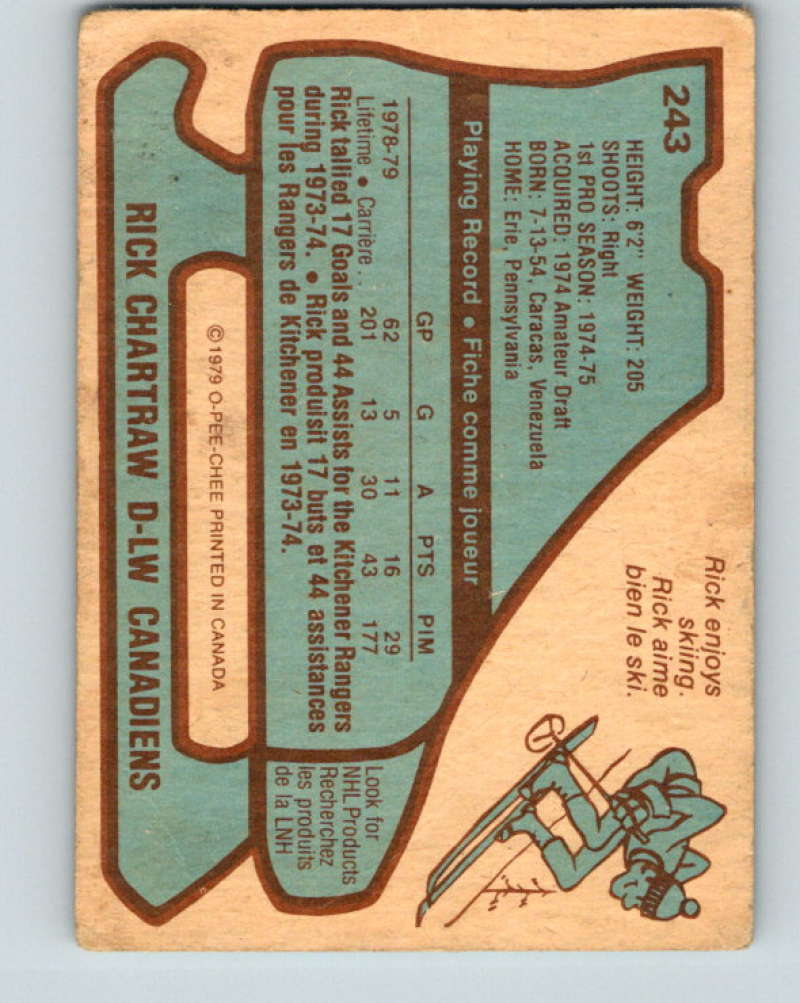 243
HEIGHT: 6'2" WEIGHT: 205
SHOOTS: Right
1st PRO SEASON: 1974-75
ACQUIRED: 1974 Amateur Draft
BORN: 7-13-54, Caracas, Venezuela
HOME: Erie, Pennsylvania
Rick enjoys
skiing.
Rick aime
bien le ski.
Playing Record • Fiche comme joueur
GP G A PTS PIM
1978-79 62 5 11 16 29
Lifetime • Carrière . . 201 13 30 43 177
Rick tallied 17 Goals and 44 Assists for the Kitchener Rangers
during 1973-74. • Rick produisit 17 buts et 44 assistances
pour les Rangers de Kitchener en 1973-74.
Look for
NHL Products
Recherchez
les produits
de la LNH
© 1979 O-PEE-CHEE PRINTED IN CANADA
RICK CHARTRAW D-LW CANADIENS